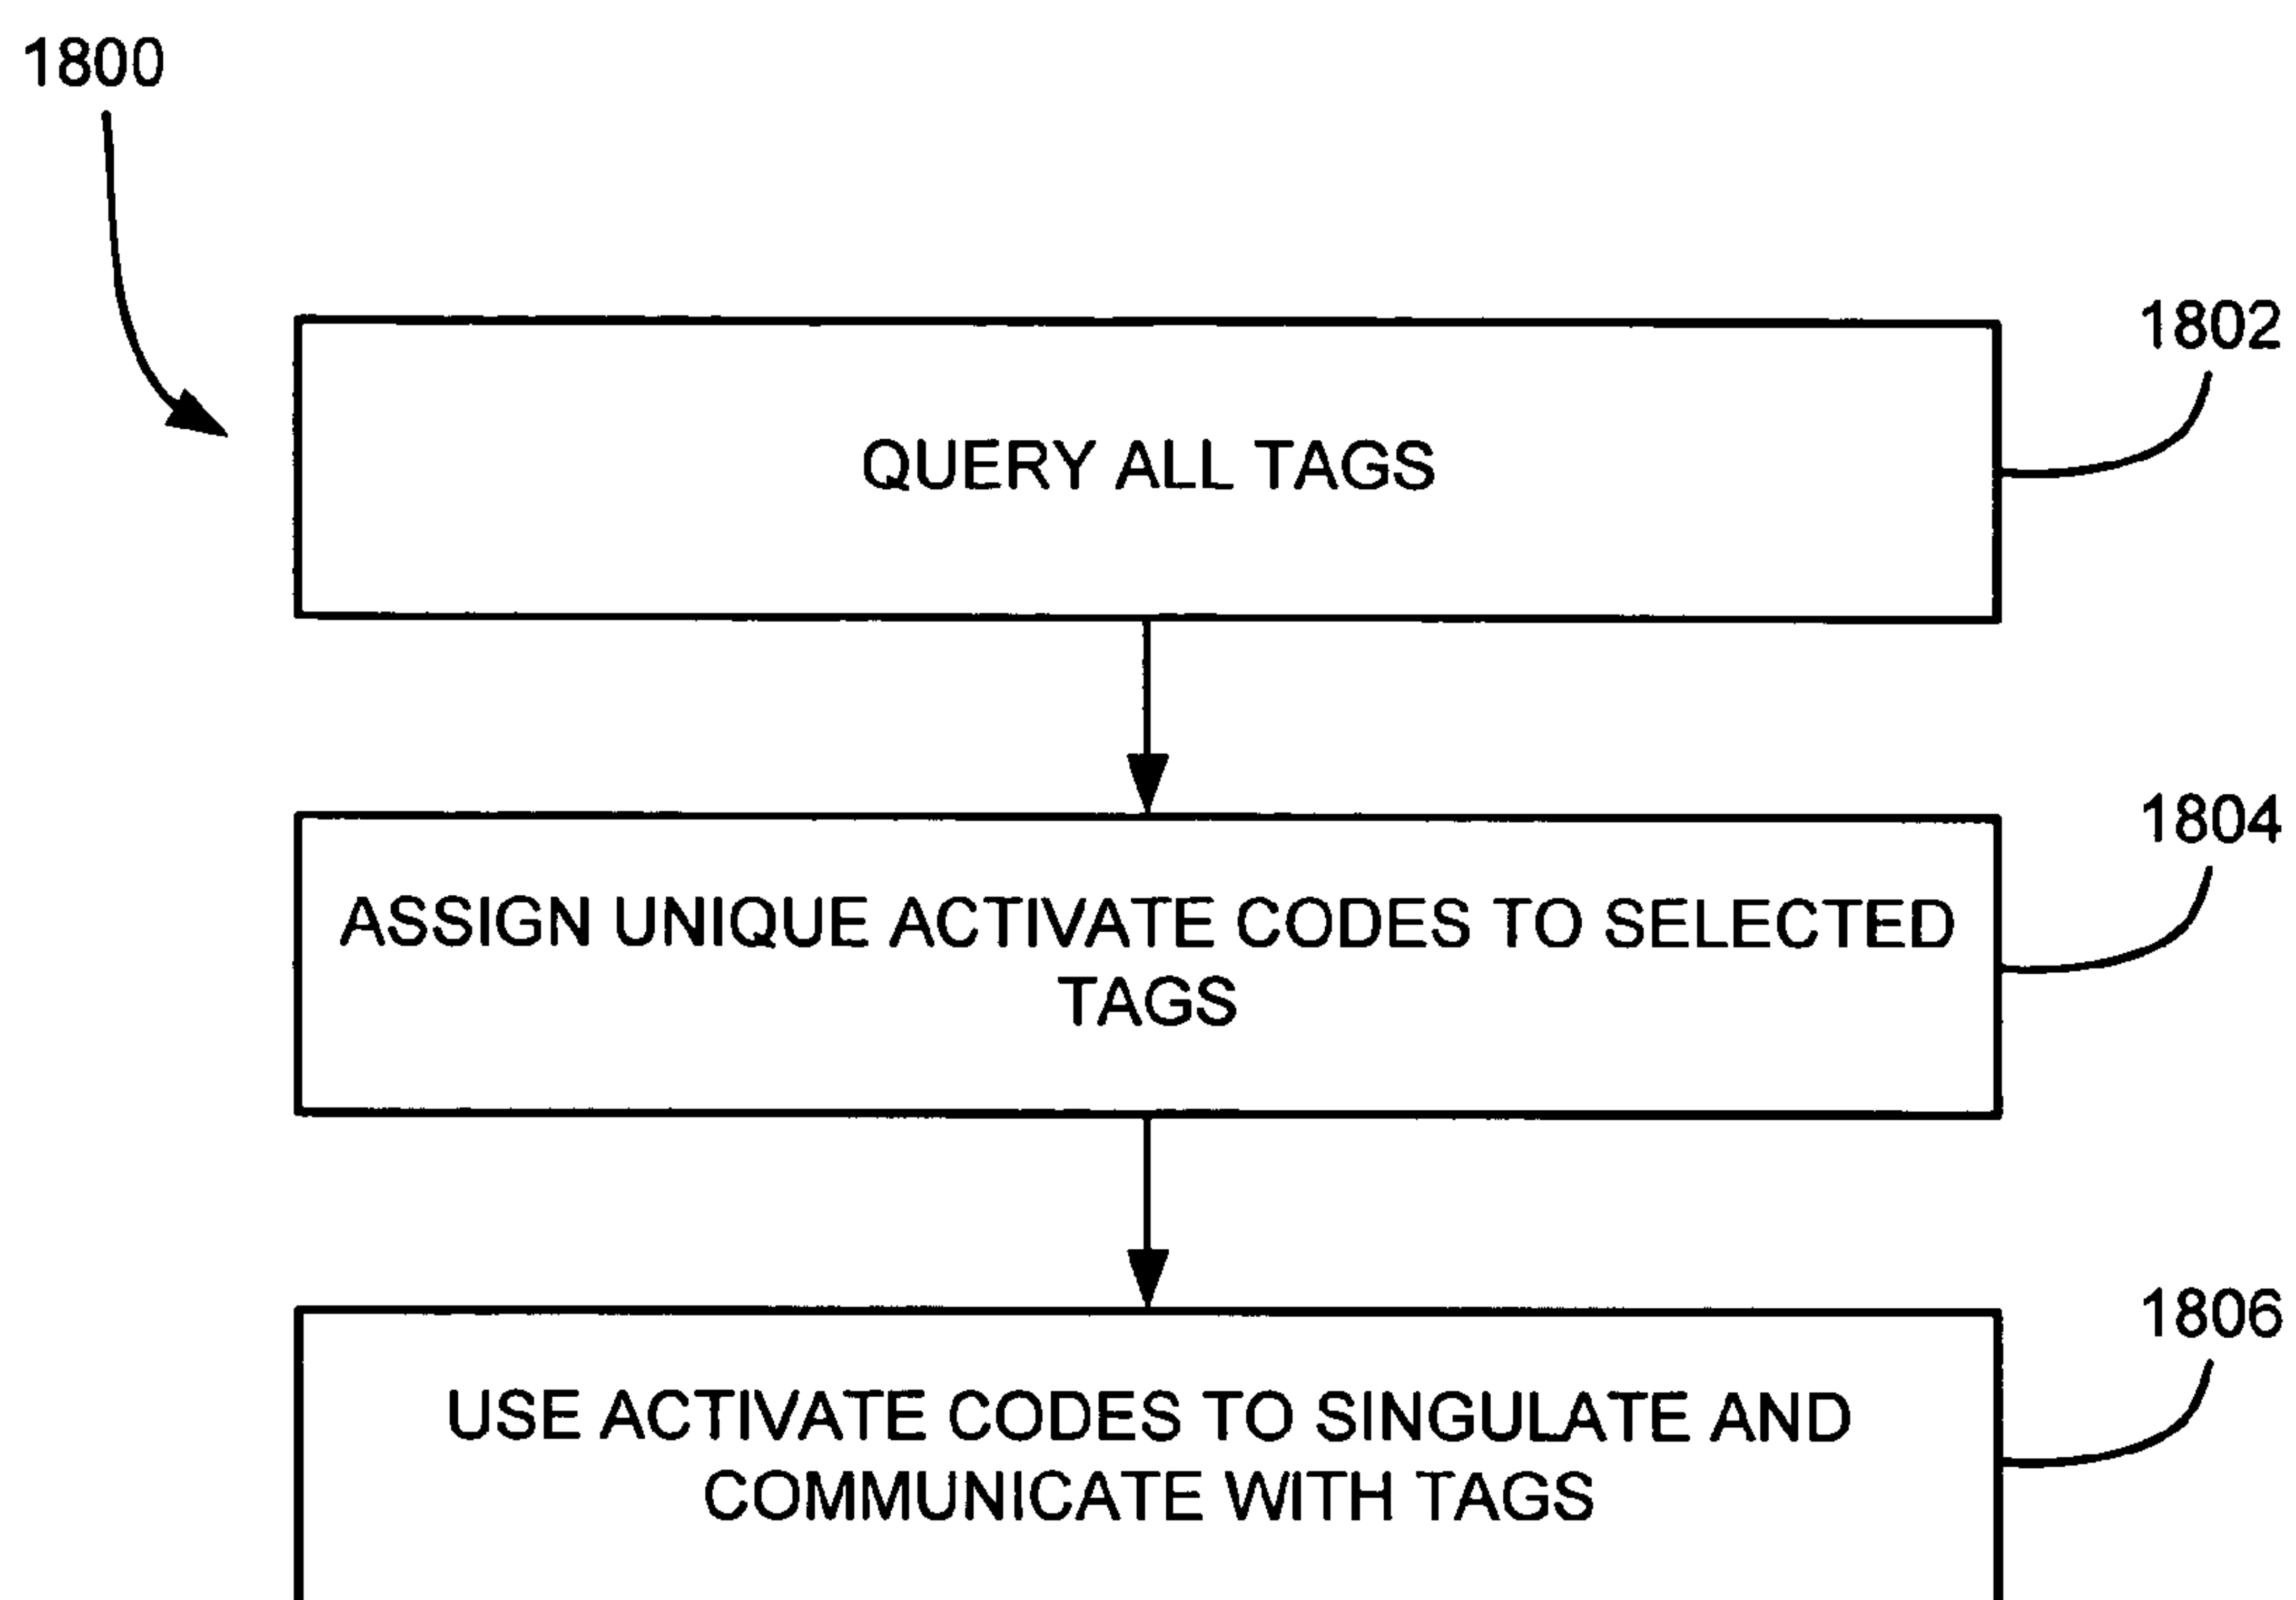 1800
1802
QUERY ALL TAGS
1804
ASSIGN UNIQUE ACTIVATE CODES TO SELECTED
TAGS
1806
USE ACTIVATE CODES TO SINGULATE AND
COMMUNICATE WITH TAGS